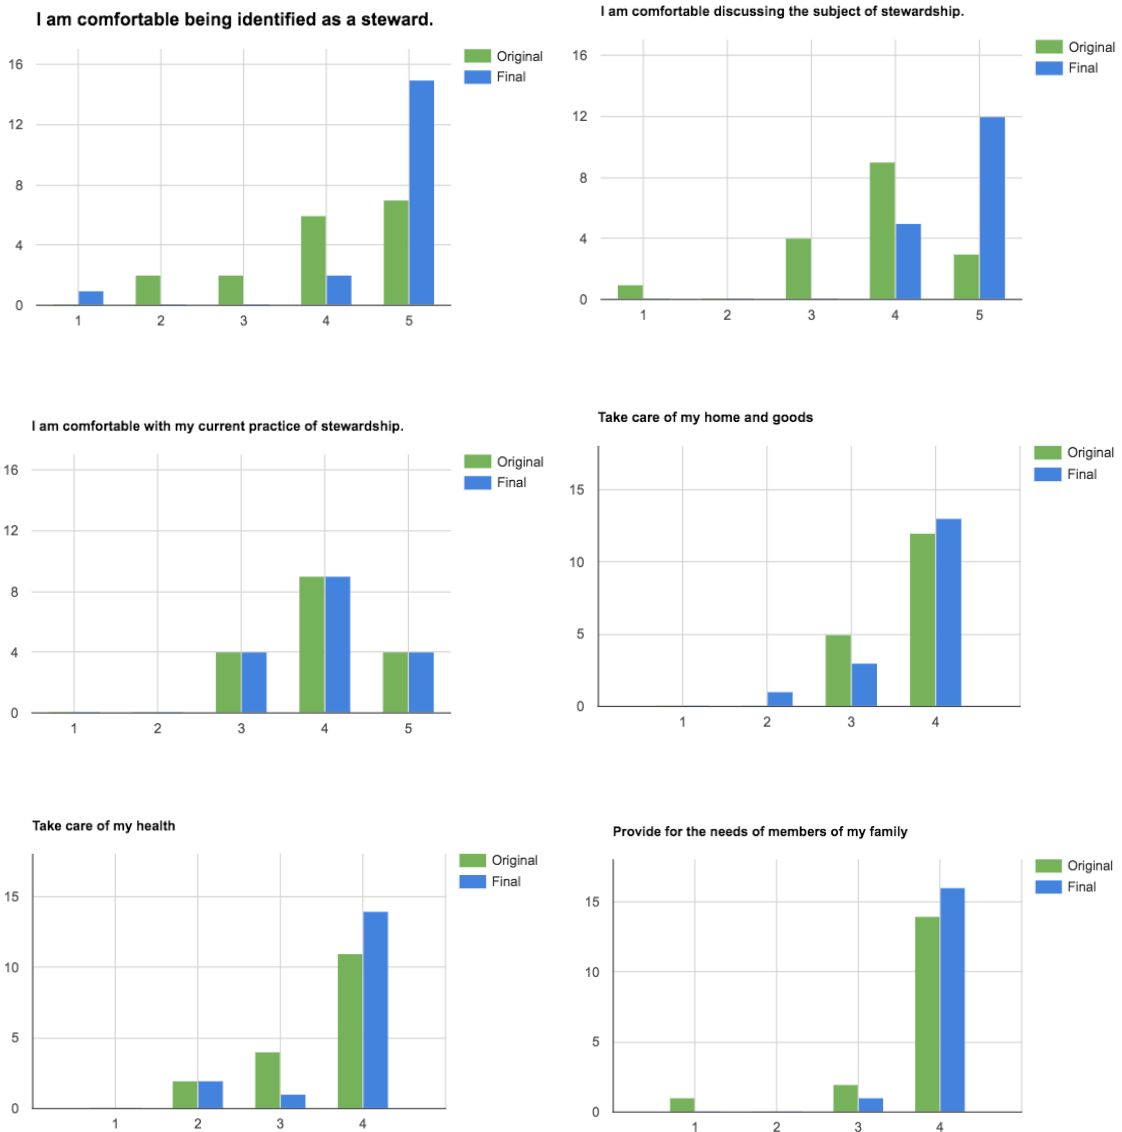 I am comfortable being identified as a steward.
Original
Final
16
12
8
4
0
1 2 3 4 5
I am comfortable discussing the subject of stewardship.
Original
Final
16
12
8
4
0
1 2 3 4 5
I am comfortable with my current practice of stewardship.
Original
Final
16
12
8
4
0
1 2 3 4 5
Take care of my home and goods
Original
Final
15
10
5
0
1 2 3 4
Take care of my health
Original
Final
15
10
5
0
1 2 3 4
Provide for the needs of members of my family
Original
Final
15
10
5
0
1 2 3 4